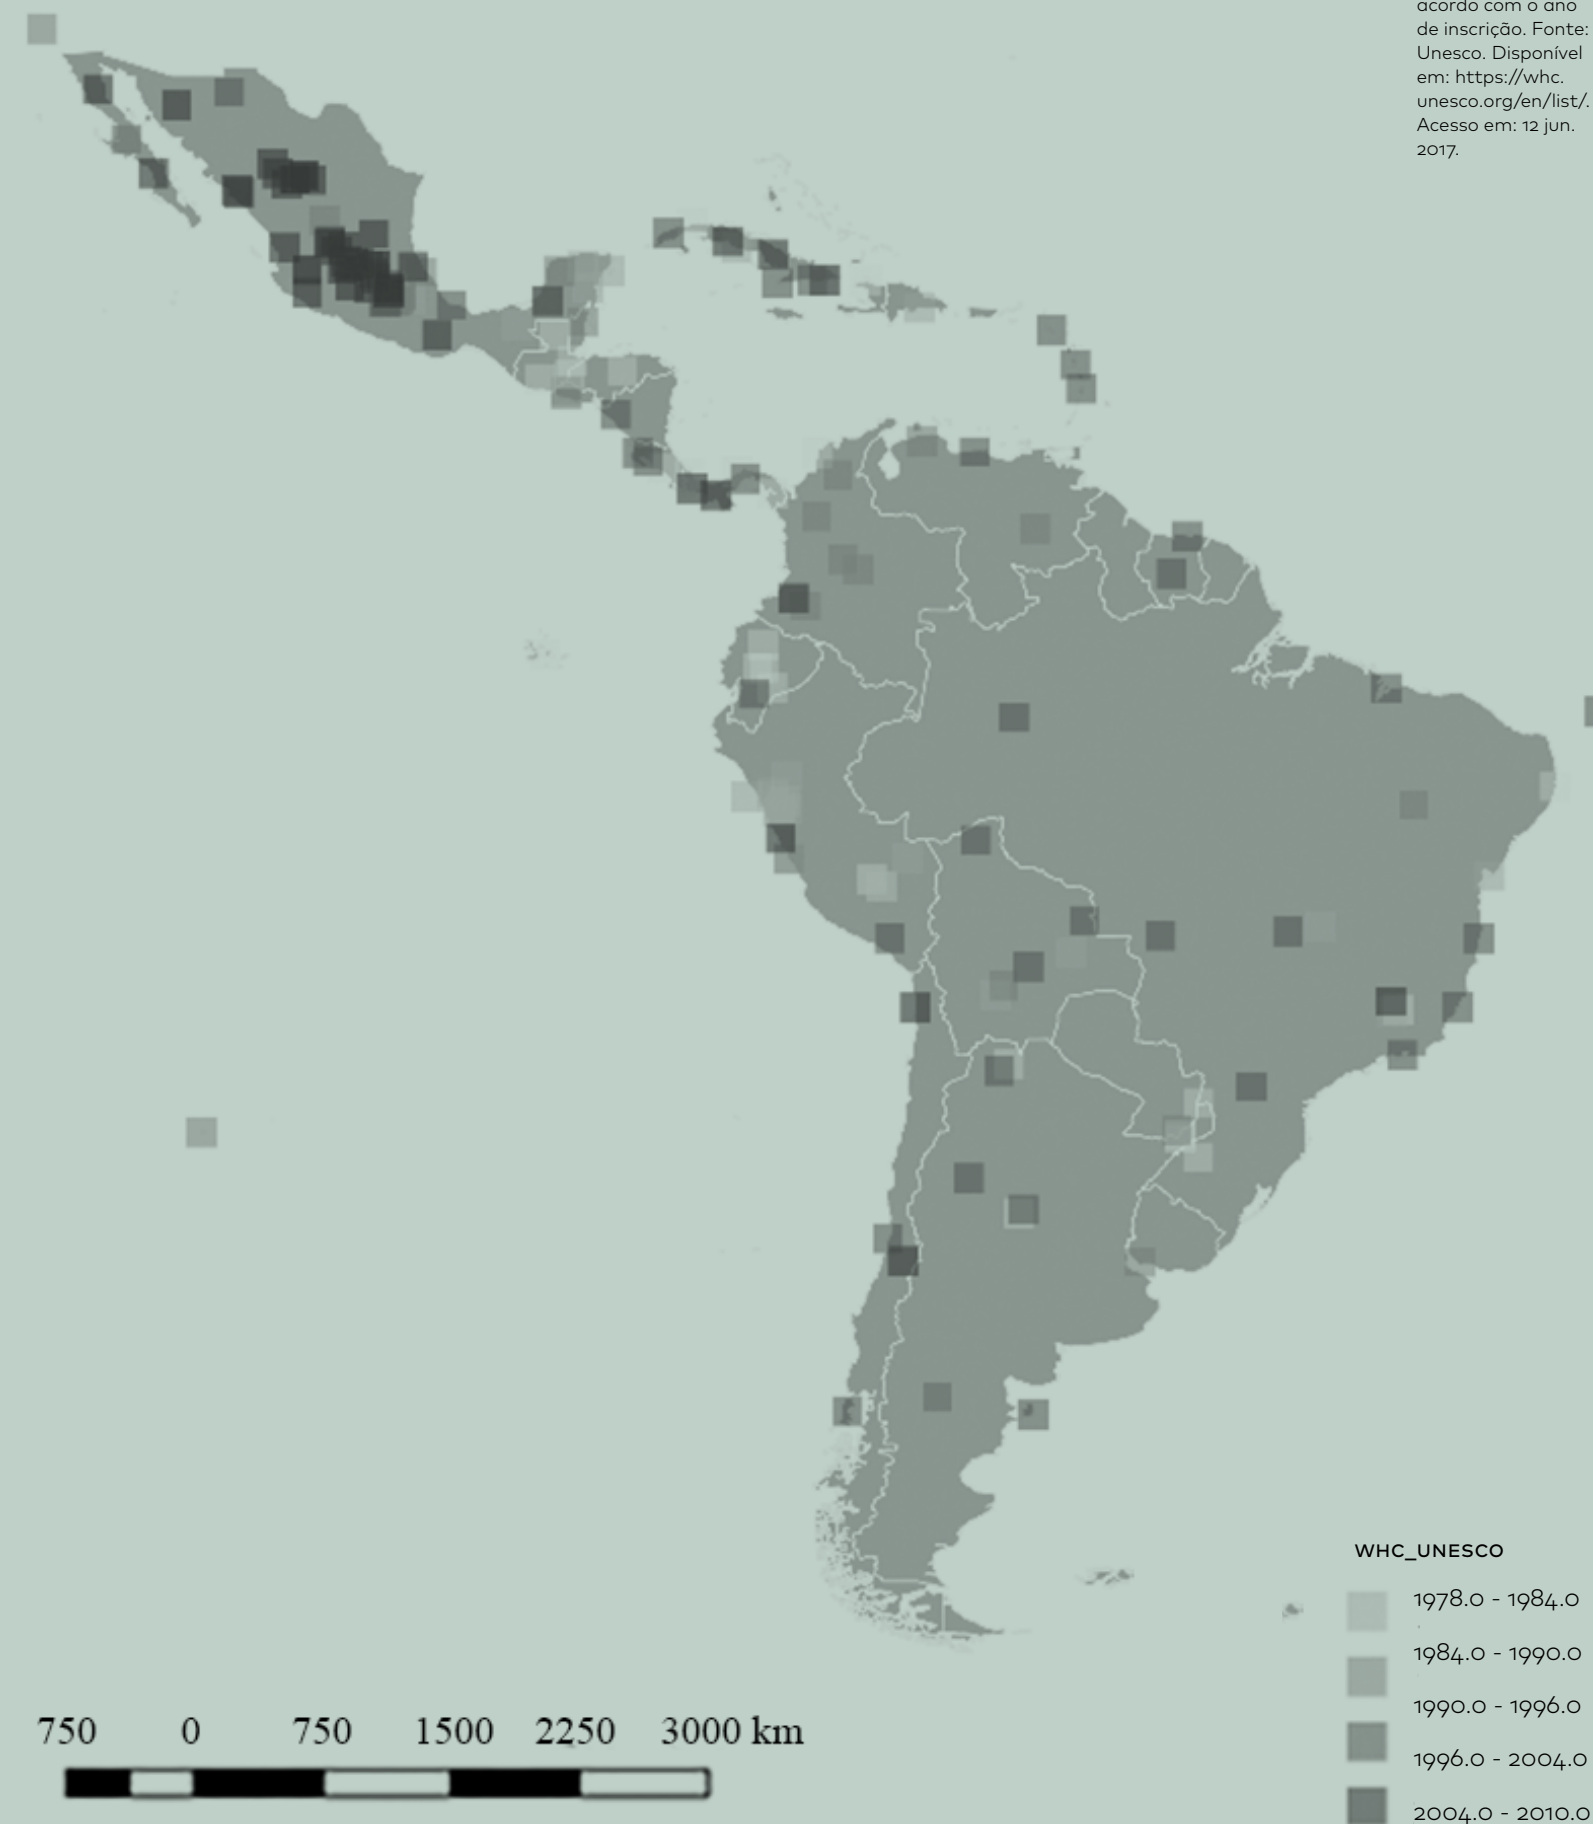 acordo com o ano
de inscrição. Fonte:
Unesco. Disponível
em: https://whc.
unesco.org/en/list/.
Acesso em: 12 jun.
2017.
WHC_UNESCO
1978.0 - 1984.0
1984.0 - 1990.0
1990.0 - 1996.0
1996.0 - 2004.0
2004.0 - 2010.0
750 0 750 1500 2250 3000 km